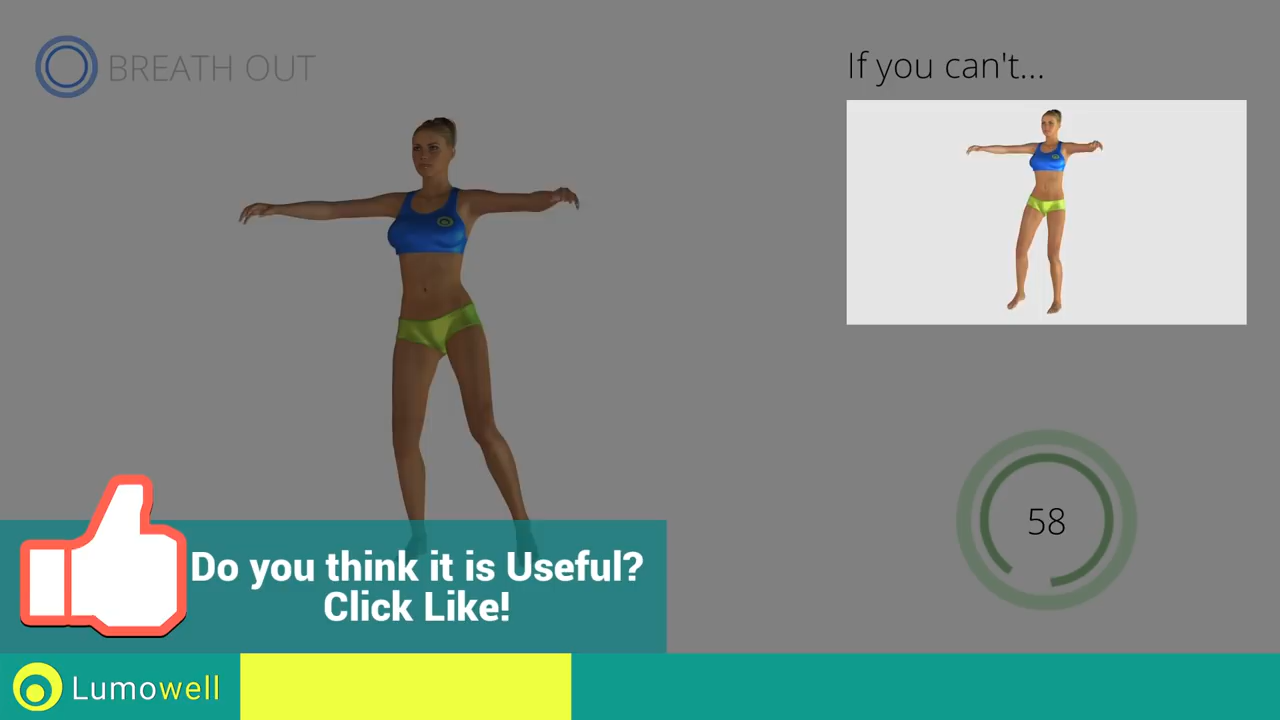 BREATH OUT
If you can't...
58
Do you think it is Useful?
Click Like!
Lumowell